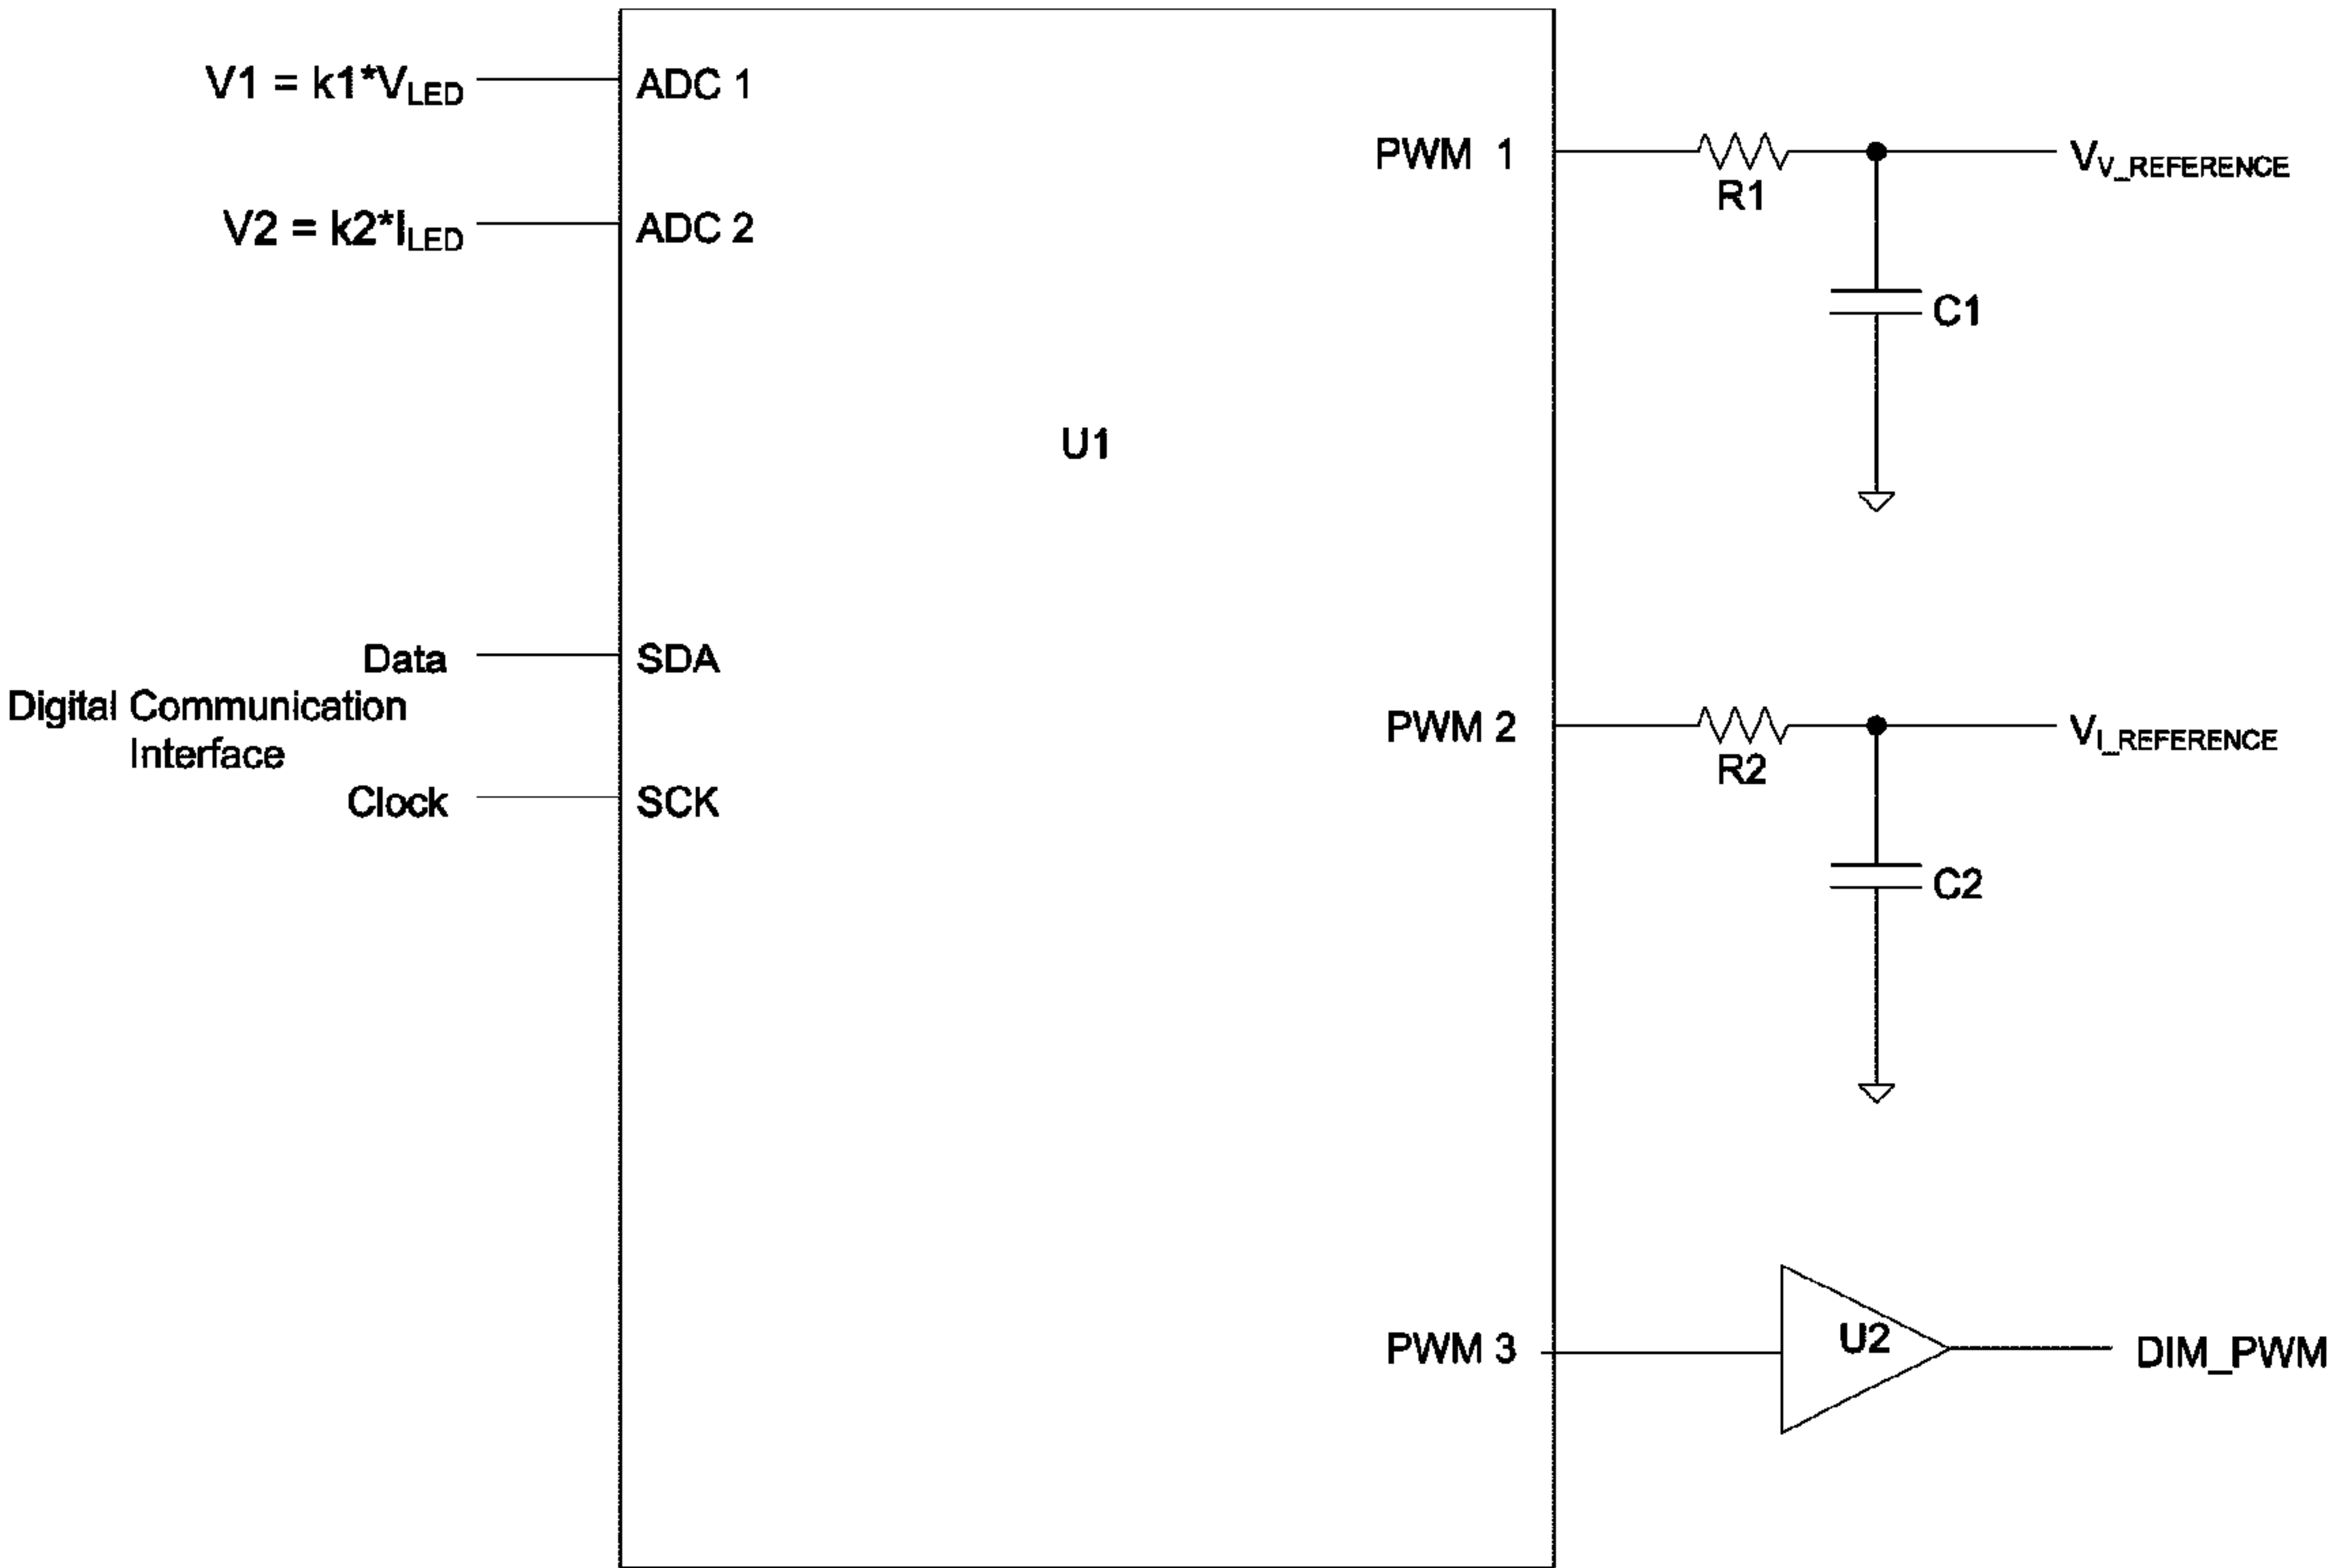 V1 = k1*VLED
ADC 1
PWM 1
R1
VV_REFERENCE
V2 = k2*ILED
ADC 2
C1
U1
Data
SDA
Digital Communication
Interface
PWM 2
R2
VI_REFERENCE
Clock
SCK
C2
PWM 3
U2
DIM_PWM